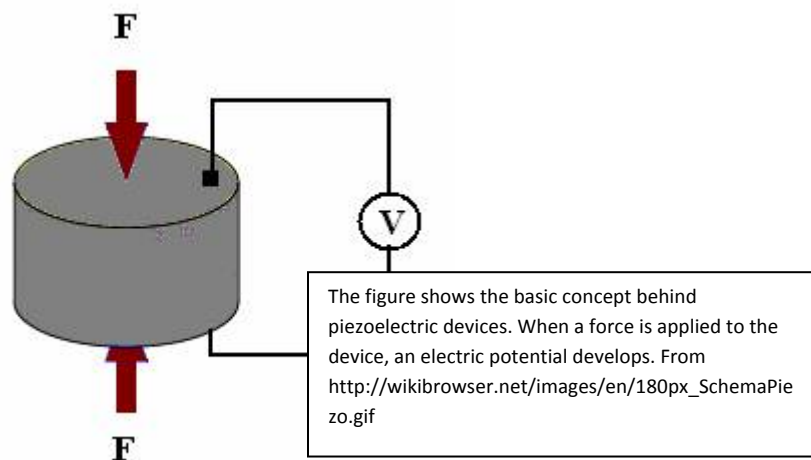 F
V
The figure shows the basic concept behind
piezoelectric devices. When a force is applied to the
device, an electric potential develops. From
http://wikibrowser.net/images/en/180px_SchemaPie
zo.gif
F